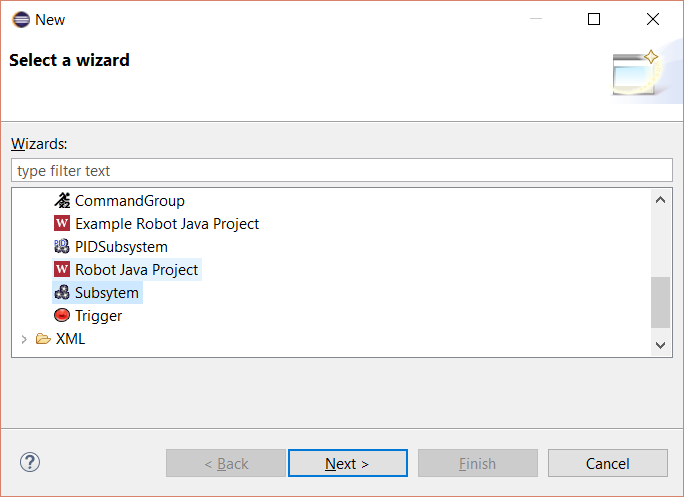 New
Select a wizard
Wizards:
type filter text
CommandGroup
W Example Robot Java Project
PIDSubsystem
W Robot Java Project
Subsytem
Trigger
XML
? < Back Next > Finish Cancel